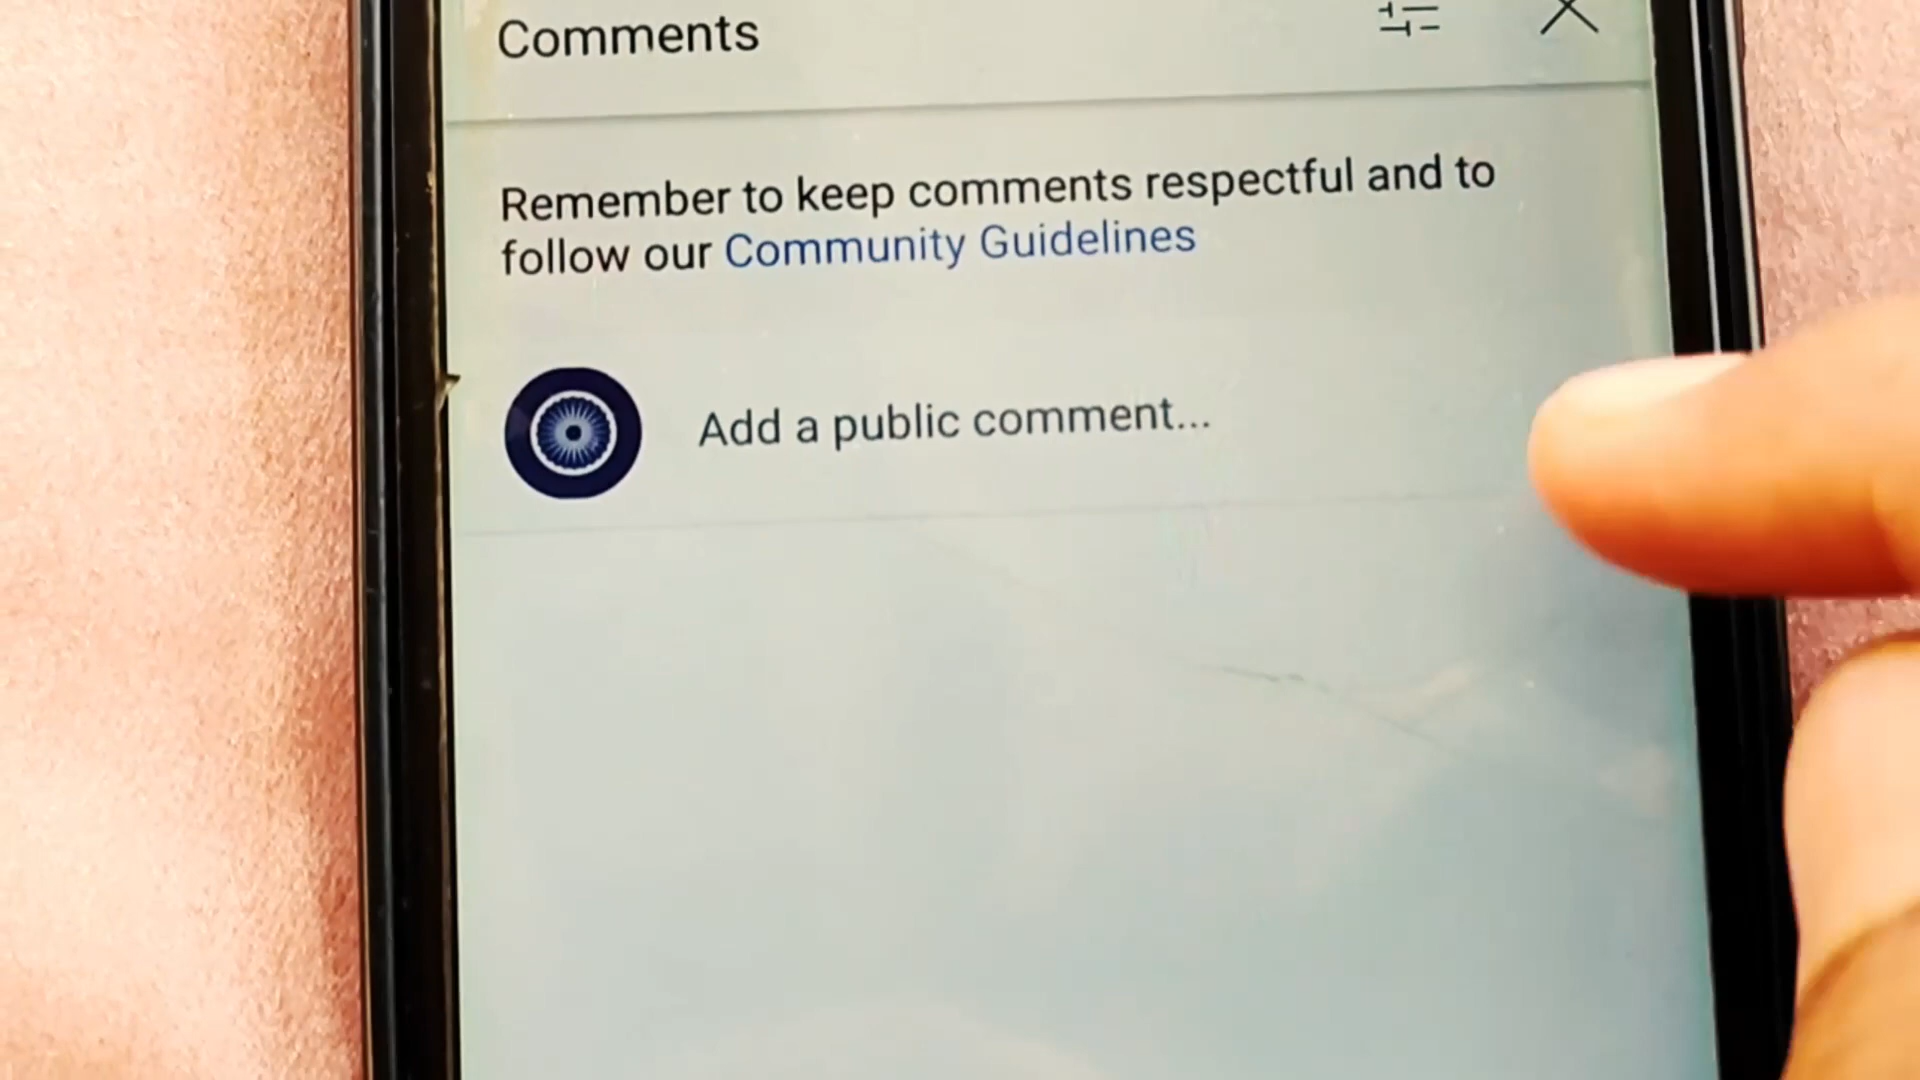 Comments
Remember to keep comments respectful and to
follow our Community Guidelines
Add a public comment...